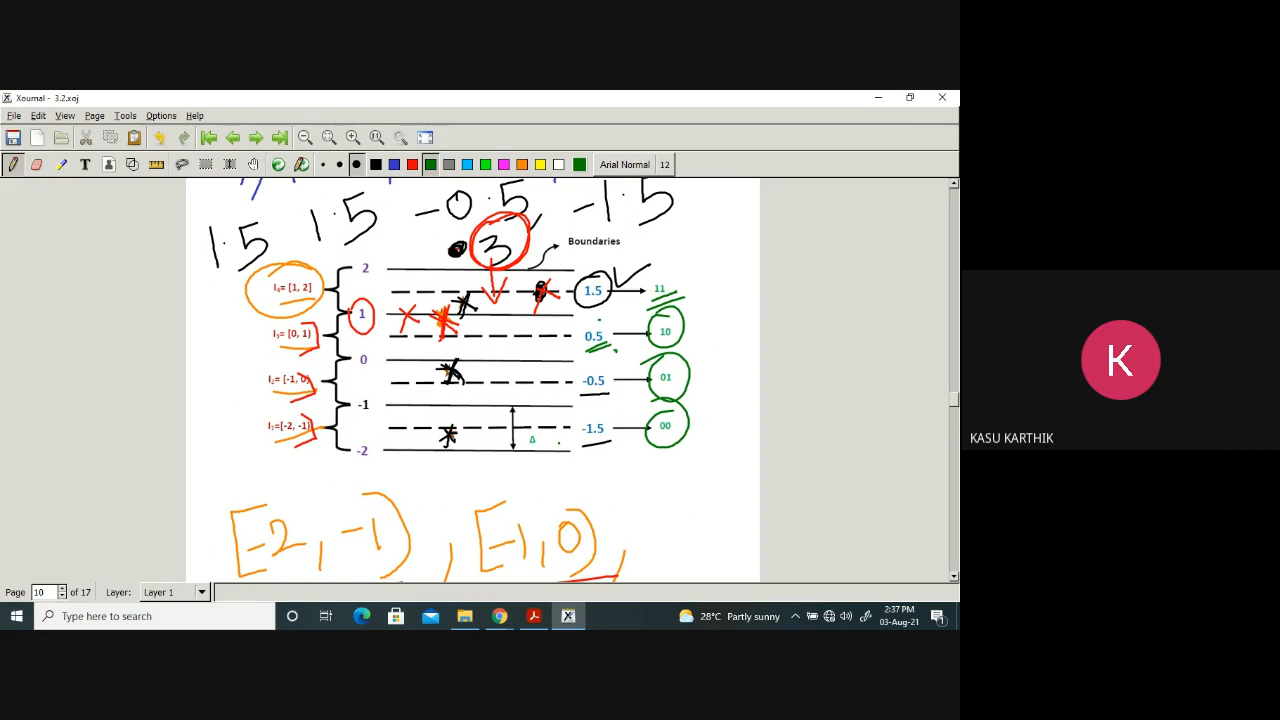 Xournal - 3.2.xoj
File Edit View Page Tools Options Help
Arial Normal 12
1.5 1.5 -0.5, -1.5
3
Boundaries
2
I₄= [1, 2]
1.5
11
1
I₃= [0, 1)
0.5
10
0
I₂= [-1, 0)
-0.5
01
-1
I₁=[-2, -1)
-1.5
00
Δ
-2
[-2, -1), [-1, 0),
Page 10 of 17 Layer: Layer 1
Type here to search
28°C Partly sunny
2:37 PM
03-Aug-21
1
K
KASU KARTHIK